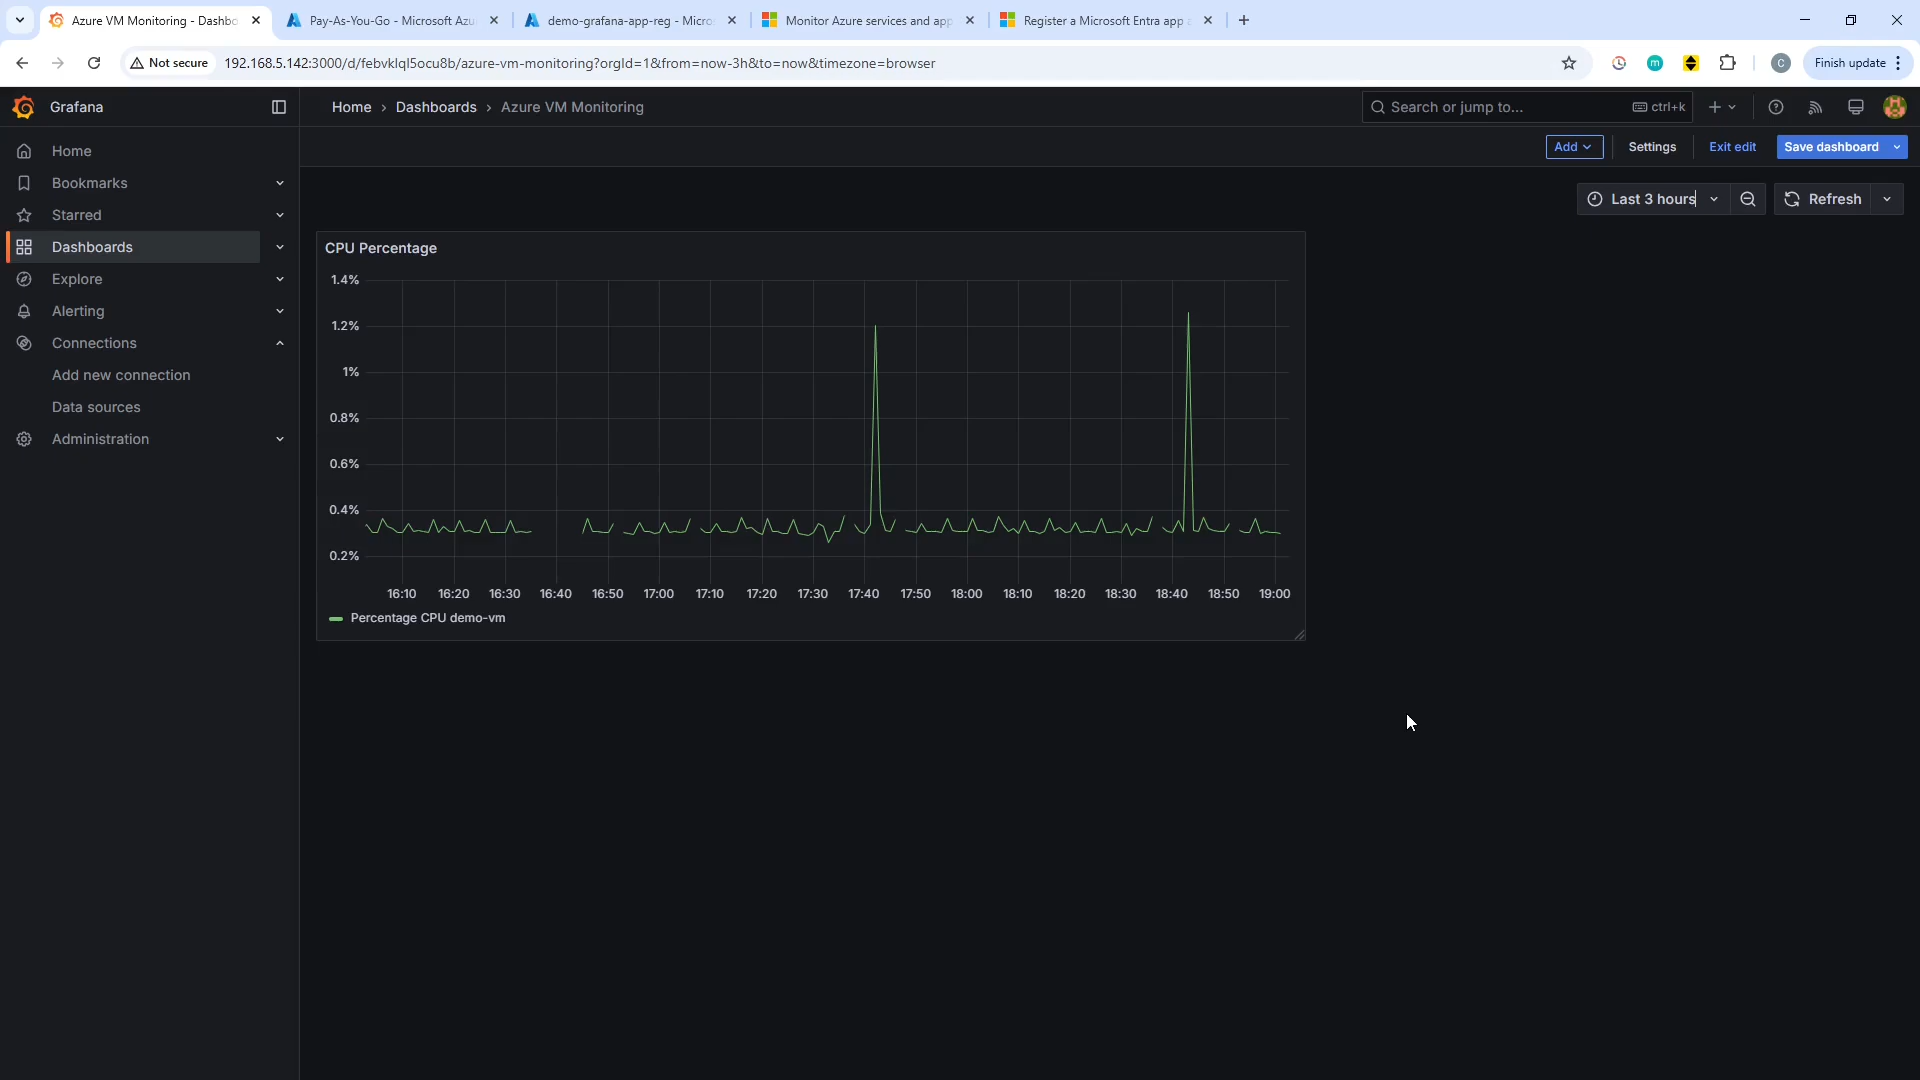 Azure VM Monitoring - Dashbo
Pay-As-You-Go - Microsoft Azu
demo-grafana-app-reg - Micro
Monitor Azure services and app
Register a Microsoft Entra app a
Not secure
192.168.5.142:3000/d/febvklql5ocu8b/azure-vm-monitoring?orgId=1&from=now-3h&to=now&timezone=browser
m
C
Finish update
Grafana
Home › Dashboards › Azure VM Monitoring
Search or jump to...
ctrl+k
Add
Settings
Exit edit
Save dashboard
Home
Bookmarks
Starred
Dashboards
Explore
Alerting
Connections
Add new connection
Data sources
Administration
Last 3 hours
Refresh
CPU Percentage
1.4%
1.2%
1%
0.8%
0.6%
0.4%
0.2%
16:10 16:20 16:30 16:40 16:50 17:00 17:10 17:20 17:30 17:40 17:50 18:00 18:10 18:20 18:30 18:40 18:50 19:00
Percentage CPU demo-vm